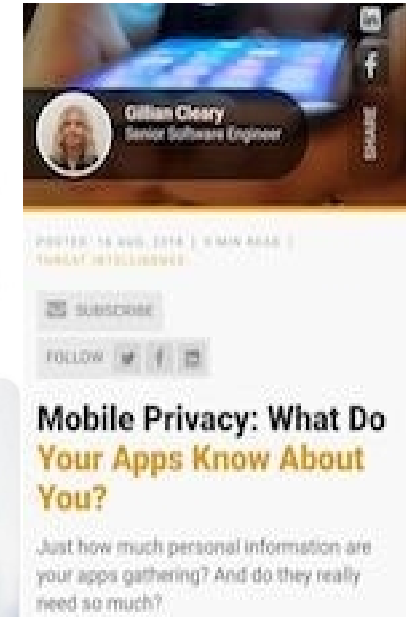 Gillian Cleary
Senior Software Engineer
SHARE
POSTED: 16 AUG, 2018 | 9 MIN READ |
THREAT INTELLIGENCE
SUBSCRIBE
FOLLOW
Mobile Privacy: What Do
Your Apps Know About
You?
Just how much personal information are
your apps gathering? And do they really
need so much?